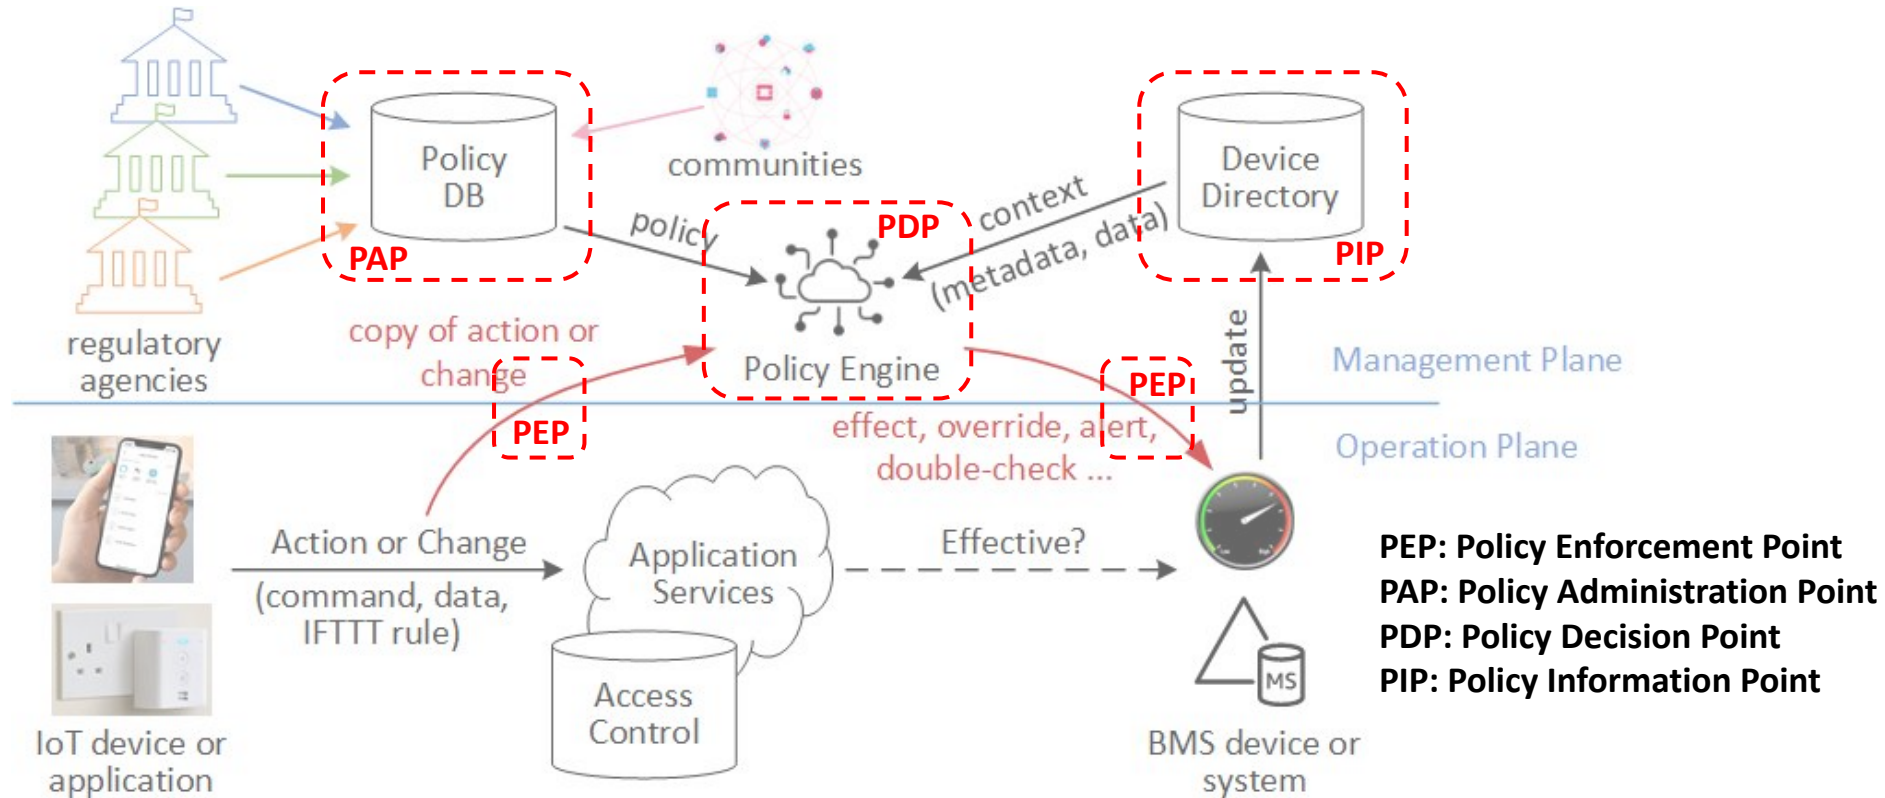 Policy
DB
PAP
communities
Device
Directory
PIP
policy
PDP
context
(metadata, data)
Policy Engine
regulatory
agencies
copy of action or
change
PEP
PEP
update
Management Plane
Operation Plane
effect, override, alert,
double-check ...
Action or Change
(command, data,
IFTTT rule)
Application
Services
Access
Control
Effective?
Low
High
MS
IoT device or
application
BMS device or
system
PEP: Policy Enforcement Point
PAP: Policy Administration Point
PDP: Policy Decision Point
PIP: Policy Information Point